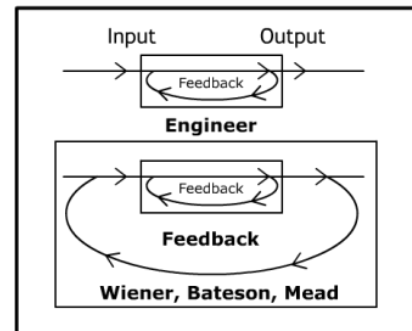 Input Output
Feedback
Engineer
Feedback
Feedback
Wiener, Bateson, Mead